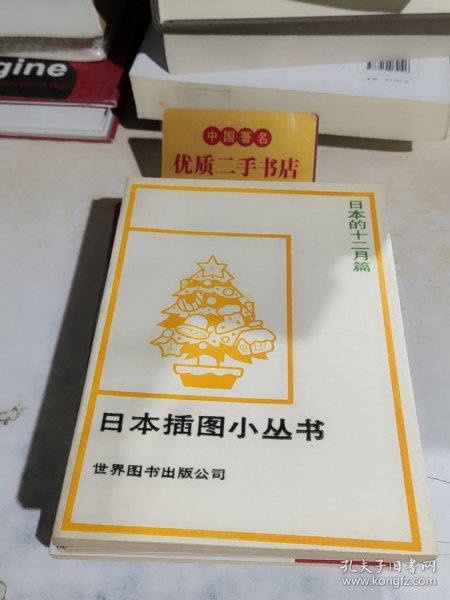 gine
中国著名
优质二手书店
日本的十二月篇
日本插图小丛书
世界图书出版公司
孔夫子旧书网
www.kongfz.com